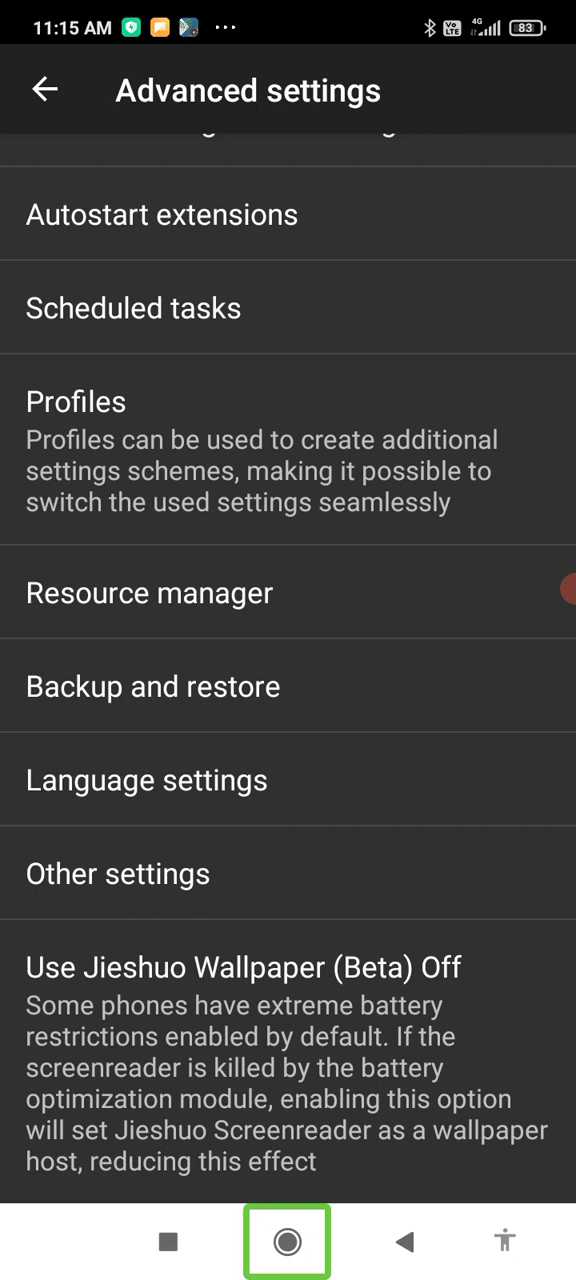 11:15 AM
Vo LTE
4G
83
Advanced settings
Autostart extensions
Scheduled tasks
Profiles
Profiles can be used to create additional
settings schemes, making it possible to
switch the used settings seamlessly
Resource manager
Backup and restore
Language settings
Other settings
Use Jieshuo Wallpaper (Beta) Off
Some phones have extreme battery
restrictions enabled by default. If the
screenreader is killed by the battery
optimization module, enabling this option
will set Jieshuo Screenreader as a wallpaper
host, reducing this effect